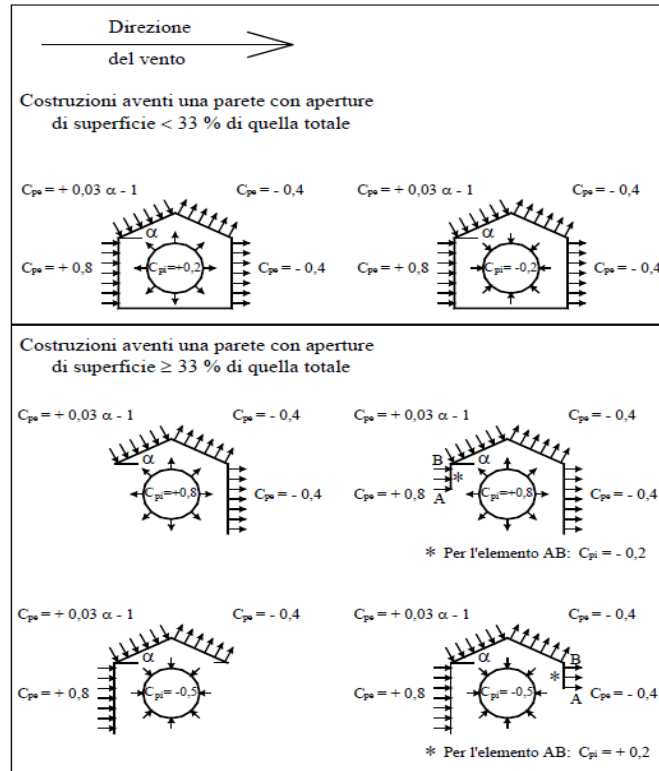 Direzione
del vento
Costruzioni aventi una parete con aperture
di superficie < 33 % di quella totale
Cpe = + 0,03 α - 1 Cpe = - 0,4 Cpe = + 0,03 α - 1 Cpe = - 0,4
α α
Cpe = + 0,8 Cpi=+0,2 Cpe = - 0,4 Cpe = + 0,8 Cpi= -0,2 Cpe = - 0,4
Costruzioni aventi una parete con aperture
di superficie ≥ 33 % di quella totale
Cpe = + 0,03 α - 1 Cpe = - 0,4 Cpe = + 0,03 α - 1 Cpe = - 0,4
α B α
*
Cpi=+0,8 Cpe = - 0,4 Cpe = + 0,8 A Cpi=+0,8 Cpe = - 0,4
* Per l'elemento AB: Cpi = - 0,2
Cpe = + 0,03 α - 1 Cpe = - 0,4 Cpe = + 0,03 α - 1 Cpe = - 0,4
α α B
*
Cpe = + 0,8 Cpi= -0,5 Cpe = + 0,8 Cpi= -0,5 A Cpe = - 0,4
* Per l'elemento AB: Cpi = + 0,2